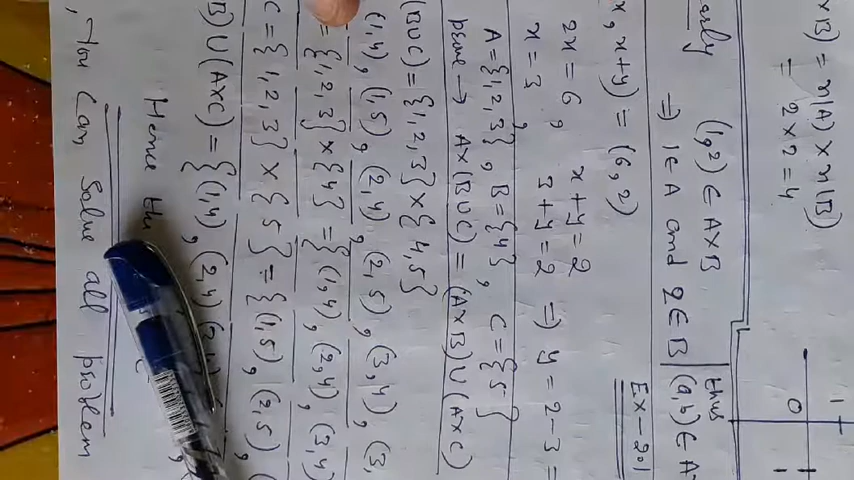 ×B) = n(A) × n(B)
= 2×2 = 4
(1,2) ∈ A×B
⇒ 1∈A and 2∈B
thus
(a,b) ∈ A
0
1
Ex-2.1
x, x+y) = (6,2)
2x = 6, x+y=2
x = 3, 3+y=2 ⇒ y = 2-3 =
A={1,2,3}, B={4}, C={5}
prove → A×(B∪C) = (A×B)∪(A×C)
(B∪C) = {1,2,3}×{4,5}
(1,4), (1,5), (2,4), (2,5), (3,4), (3,
= {1,2,3}×{4} = {(1,4), (2,4), (3,4)
C = {1,2,3} × {5} = {(1,5), (2,5), (
B)∪(A×C) = {(1,4), (2,4)
Hence
, You can solve all problem